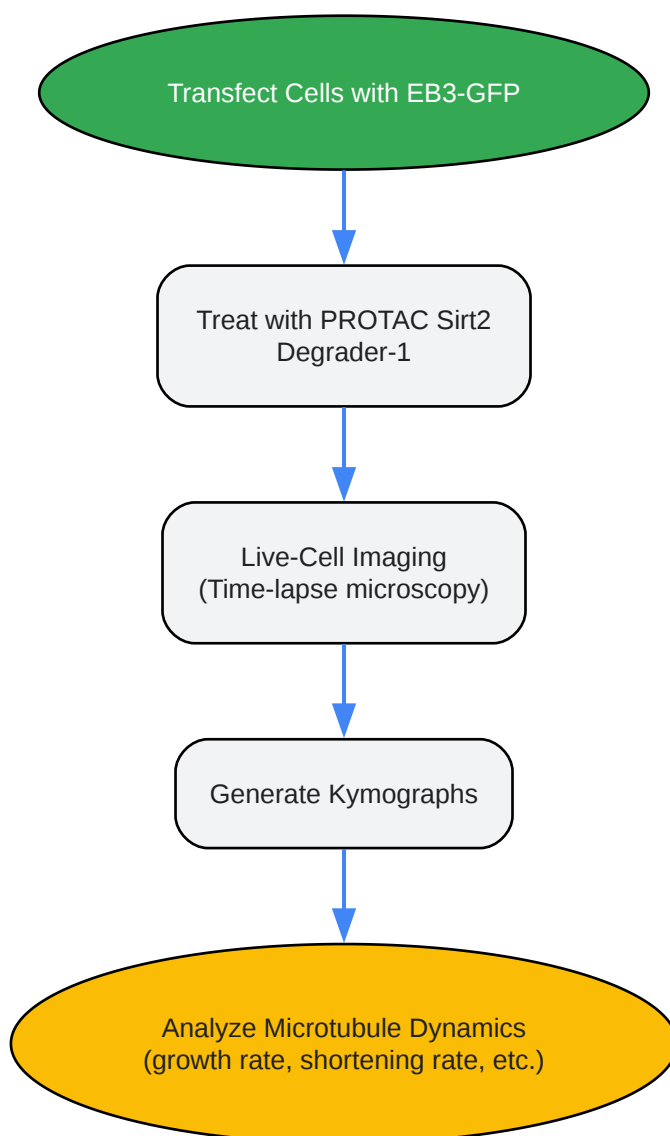 Transfect Cells with EB3-GFP
Treat with PROTAC Sirt2
Degrader-1
Live-Cell Imaging
(Time-lapse microscopy)
Generate Kymographs
Analyze Microtubule Dynamics
(growth rate, shortening rate, etc.)